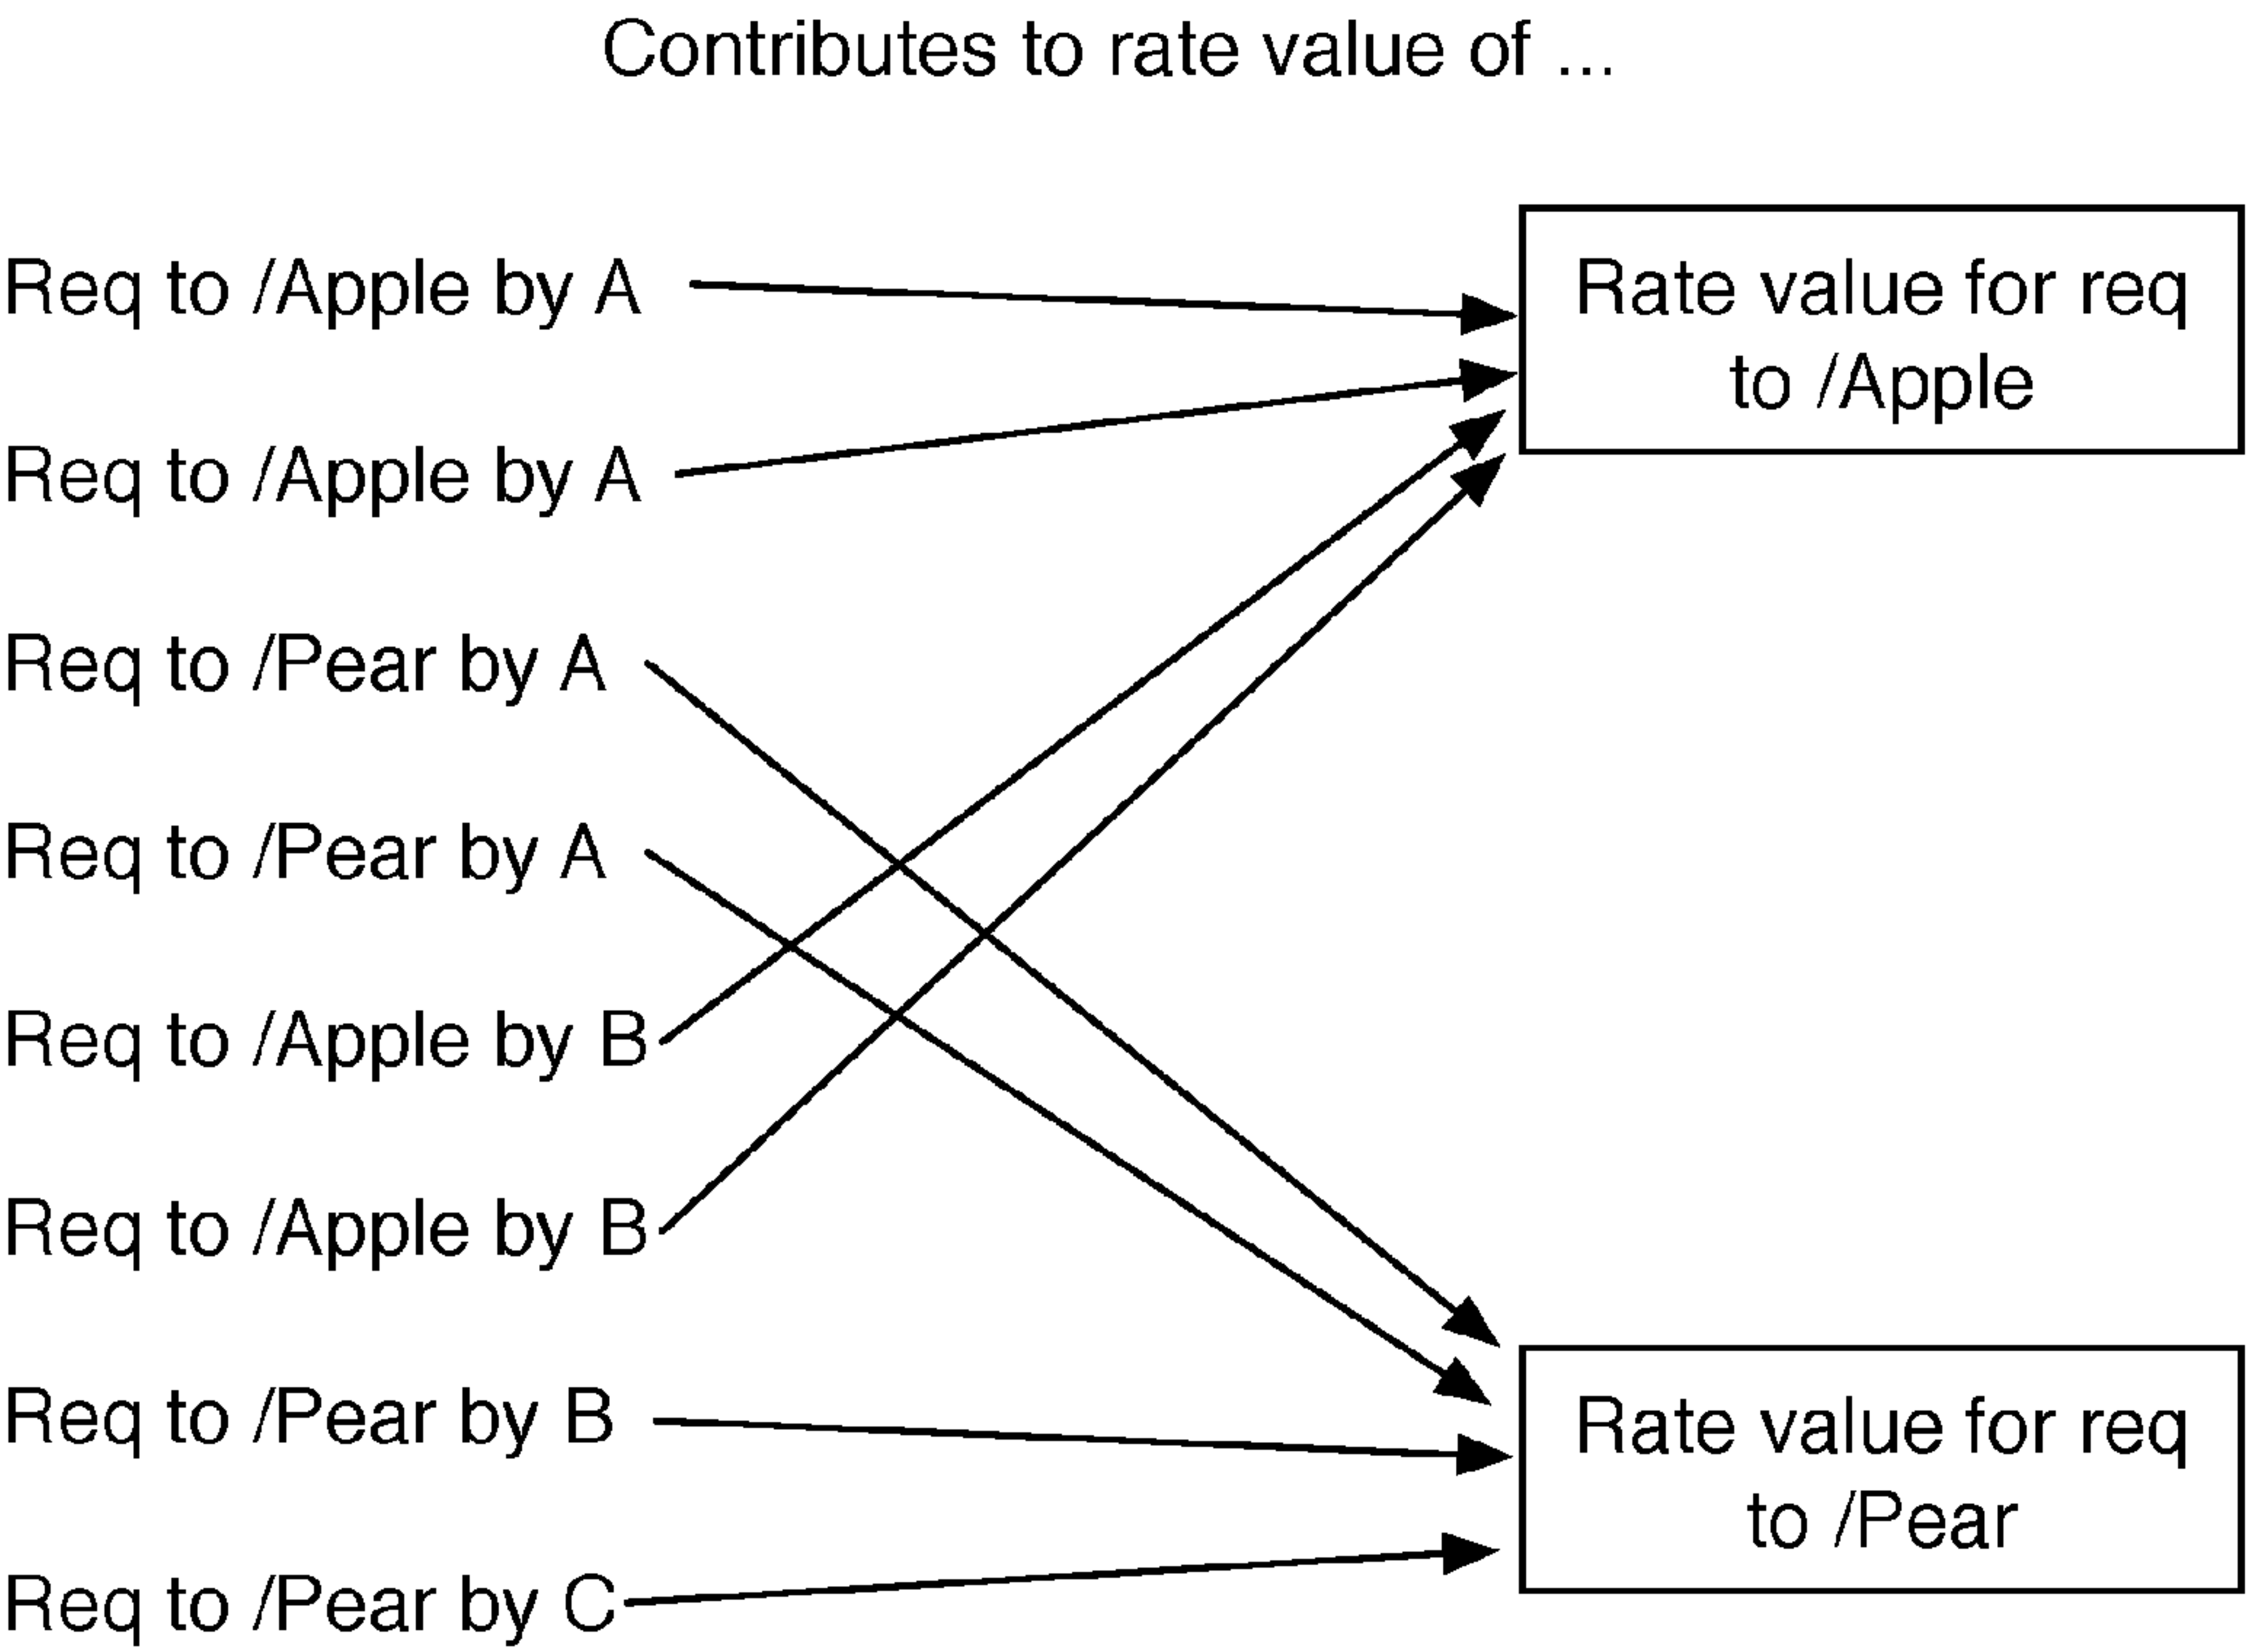 Contributes to rate value of ...
Req to /Apple by A
Rate value for req
to /Apple
Req to /Apple by A
Req to /Pear by A
Req to /Pear by A
Req to /Apple by B
Req to /Apple by B
Req to /Pear by B
Rate value for req
to /Pear
Req to /Pear by C